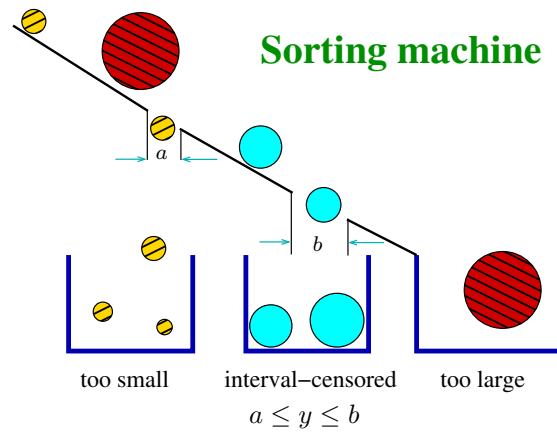 Sorting machine
a
b
too small
interval−censored
too large
a ≤ y ≤ b